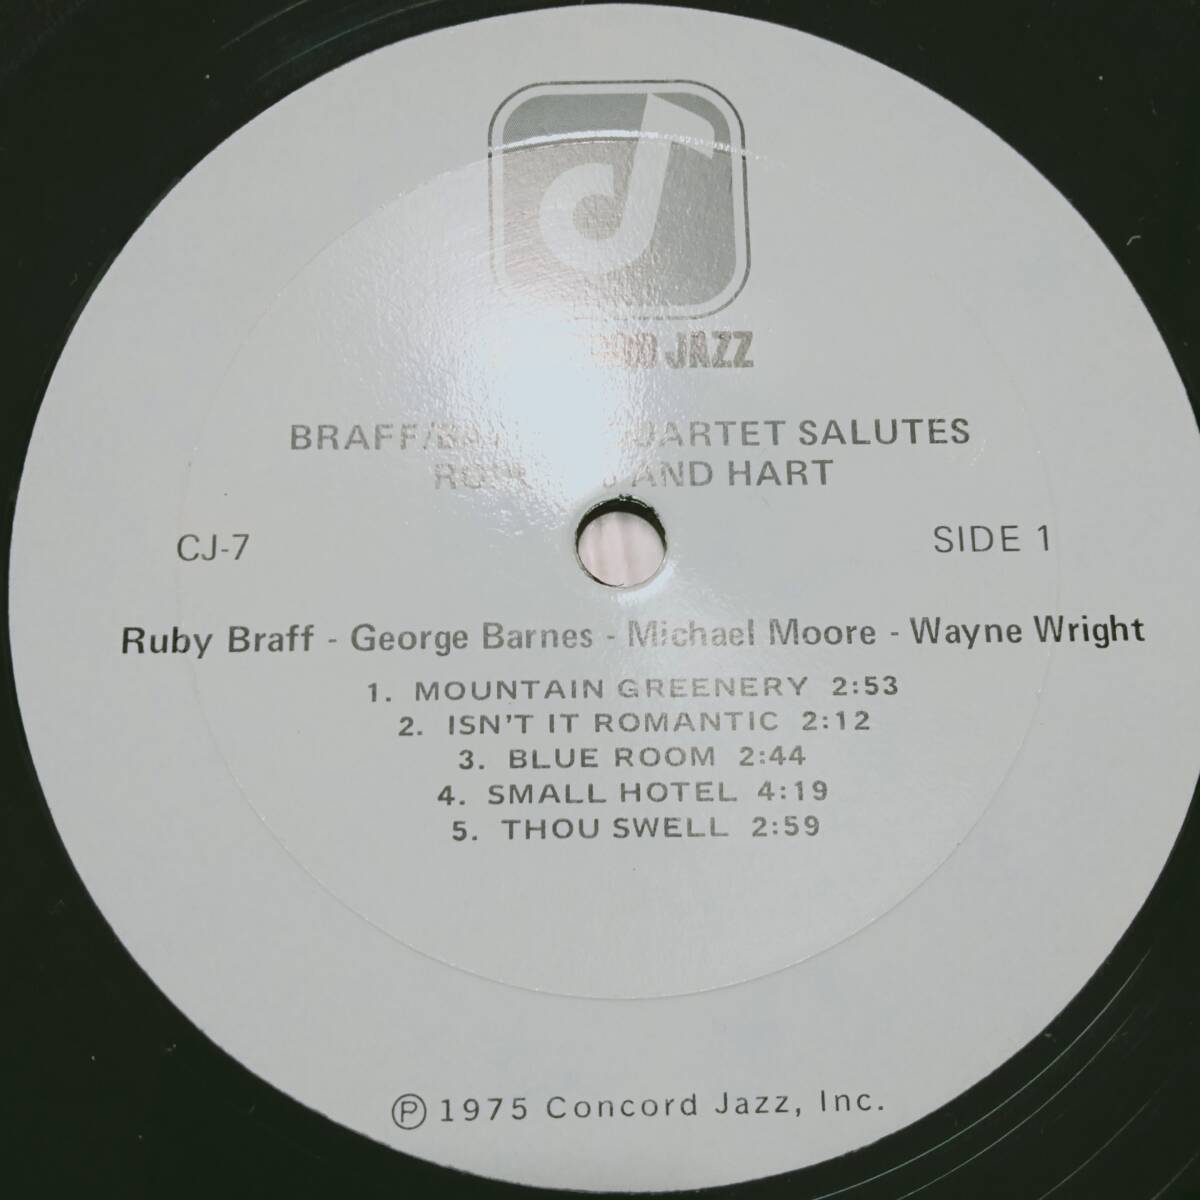 JAZZ
BRAFF/ QUARTET SALUTES
AND HART
CJ-7
SIDE 1
Ruby Braff - George Barnes - Michael Moore - Wayne Wright
1. MOUNTAIN GREENERY 2:53
2. ISN'T IT ROMANTIC 2:12
3. BLUE ROOM 2:44
4. SMALL HOTEL 4:19
5. THOU SWELL 2:59
Ⓟ 1975 Concord Jazz, Inc.